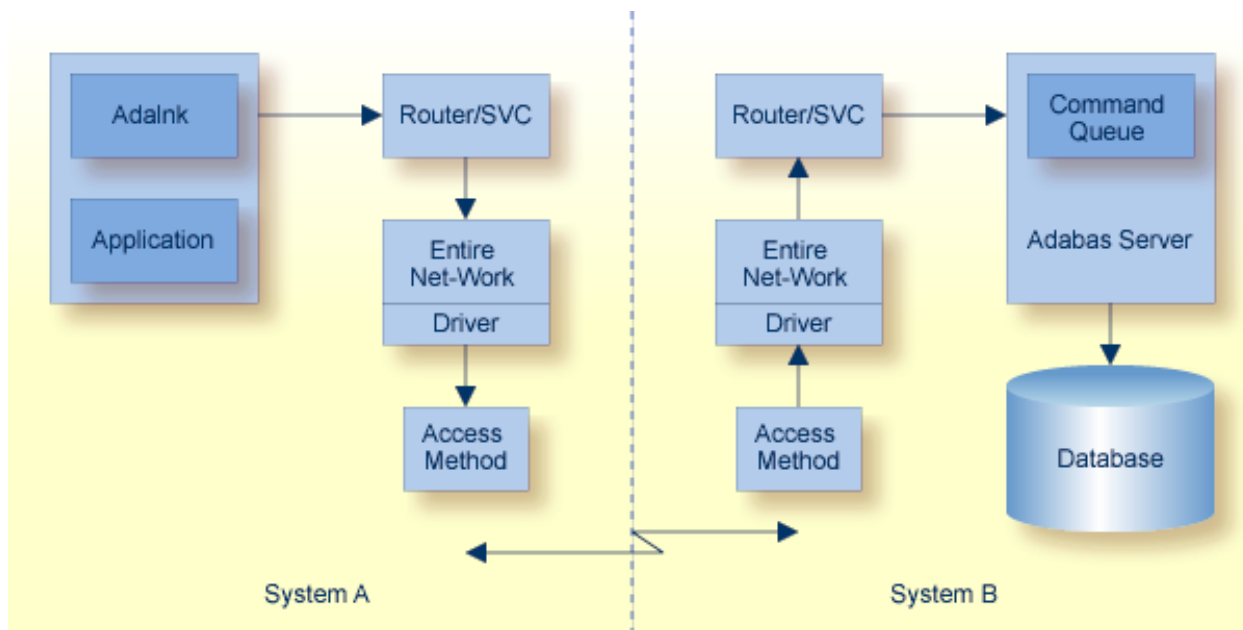 Adalnk
Application
Router/SVC
Entire
Net-Work
Driver
Access
Method
System A
Router/SVC
Entire
Net-Work
Driver
Access
Method
Command
Queue
Adabas Server
Database
System B